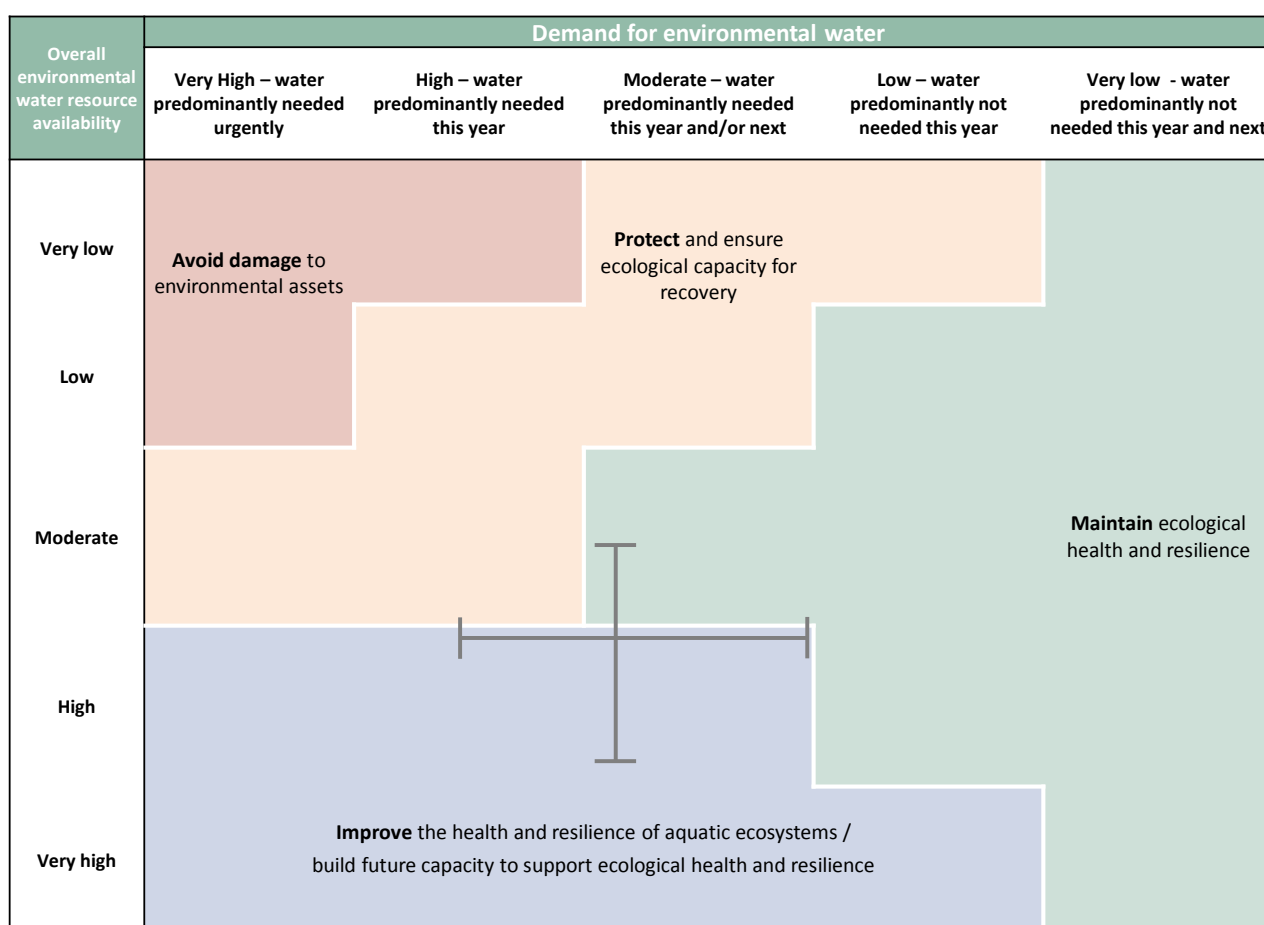 Demand for environmental water
Overall
environmental
water resource
availability
Very High – water
predominantly needed
urgently
High – water
predominantly needed
this year
Moderate – water
predominantly needed
this year and/or next
Low – water
predominantly not
needed this year
Very low - water
predominantly not
needed this year and next
Very low
Avoid damage to
environmental assets
Protect and ensure
ecological capacity for
recovery
Low
Moderate
Maintain ecological
health and resilience
High
Very high
Improve the health and resilience of aquatic ecosystems /
build future capacity to support ecological health and resilience